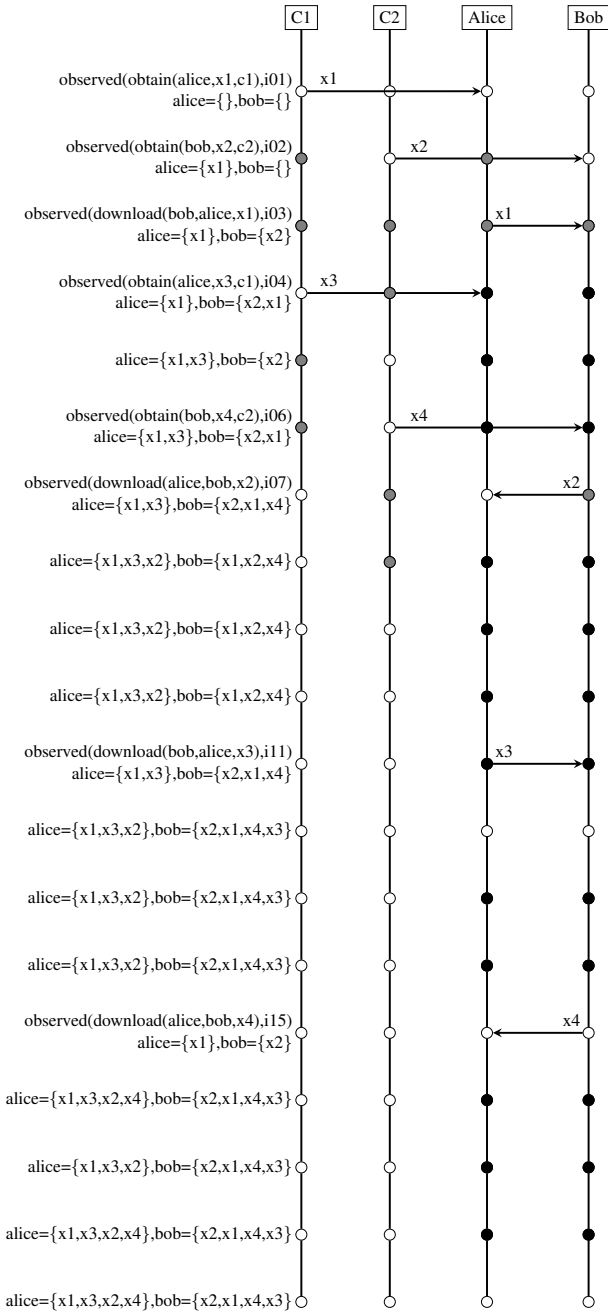 C1 C2 Alice Bob
observed(obtain(alice,x1,c1),i01)
alice={},bob={}
x1
observed(obtain(bob,x2,c2),i02)
alice={x1},bob={}
x2
observed(download(bob,alice,x1),i03)
alice={x1},bob={x2}
x1
observed(obtain(alice,x3,c1),i04)
alice={x1},bob={x2,x1}
x3
alice={x1,x3},bob={x2}
observed(obtain(bob,x4,c2),i06)
alice={x1,x3},bob={x2,x1}
x4
observed(download(alice,bob,x2),i07)
alice={x1,x3},bob={x2,x1,x4}
x2
alice={x1,x3,x2},bob={x1,x2,x4}
alice={x1,x3,x2},bob={x1,x2,x4}
alice={x1,x3,x2},bob={x1,x2,x4}
observed(download(bob,alice,x3),i11)
alice={x1,x3},bob={x2,x1,x4}
x3
alice={x1,x3,x2},bob={x2,x1,x4,x3}
alice={x1,x3,x2},bob={x2,x1,x4,x3}
alice={x1,x3,x2},bob={x2,x1,x4,x3}
observed(download(alice,bob,x4),i15)
alice={x1},bob={x2}
x4
alice={x1,x3,x2,x4},bob={x2,x1,x4,x3}
alice={x1,x3,x2},bob={x2,x1,x4,x3}
alice={x1,x3,x2,x4},bob={x2,x1,x4,x3}
alice={x1,x3,x2,x4},bob={x2,x1,x4,x3}